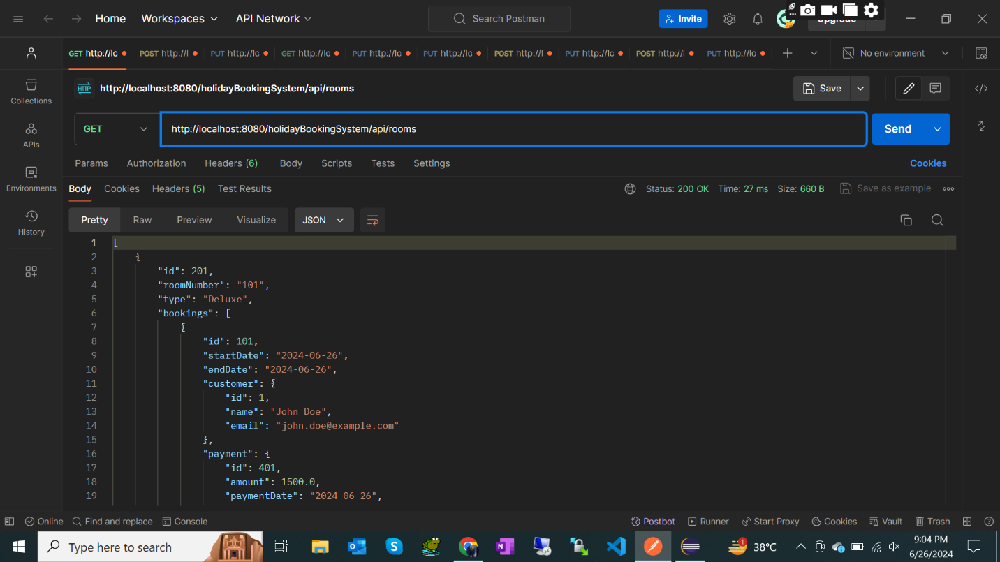 Home Workspaces API Network Search Postman Invite Upgrade
GET http://lo POST http://l PUT http://lc GET http://lc PUT http://lo PUT http://lo POST http://l PUT http://lc POST http://l PUT http://lo No environment
HTTP http://localhost:8080/holidayBookingSystem/api/rooms Save
GET http://localhost:8080/holidayBookingSystem/api/rooms Send
Params Authorization Headers (6) Body Scripts Tests Settings Cookies
Body Cookies Headers (5) Test Results Status: 200 OK Time: 27 ms Size: 660 B Save as example
Pretty Raw Preview Visualize JSON
Collections
APIs
Environments
History
1 [
2 {
3 "id": 201,
4 "roomNumber": "101",
5 "type": "Deluxe",
6 "bookings": [
7 {
8 "id": 101,
9 "startDate": "2024-06-26",
10 "endDate": "2024-06-26",
11 "customer": {
12 "id": 1,
13 "name": "John Doe",
14 "email": "john.doe@example.com"
15 },
16 "payment": {
17 "id": 401,
18 "amount": 1500.0,
19 "paymentDate": "2024-06-26",
Online Find and replace Console Postbot Runner Start Proxy Cookies Vault Trash
Type here to search 1 38°C 9:04 PM
6/26/2024